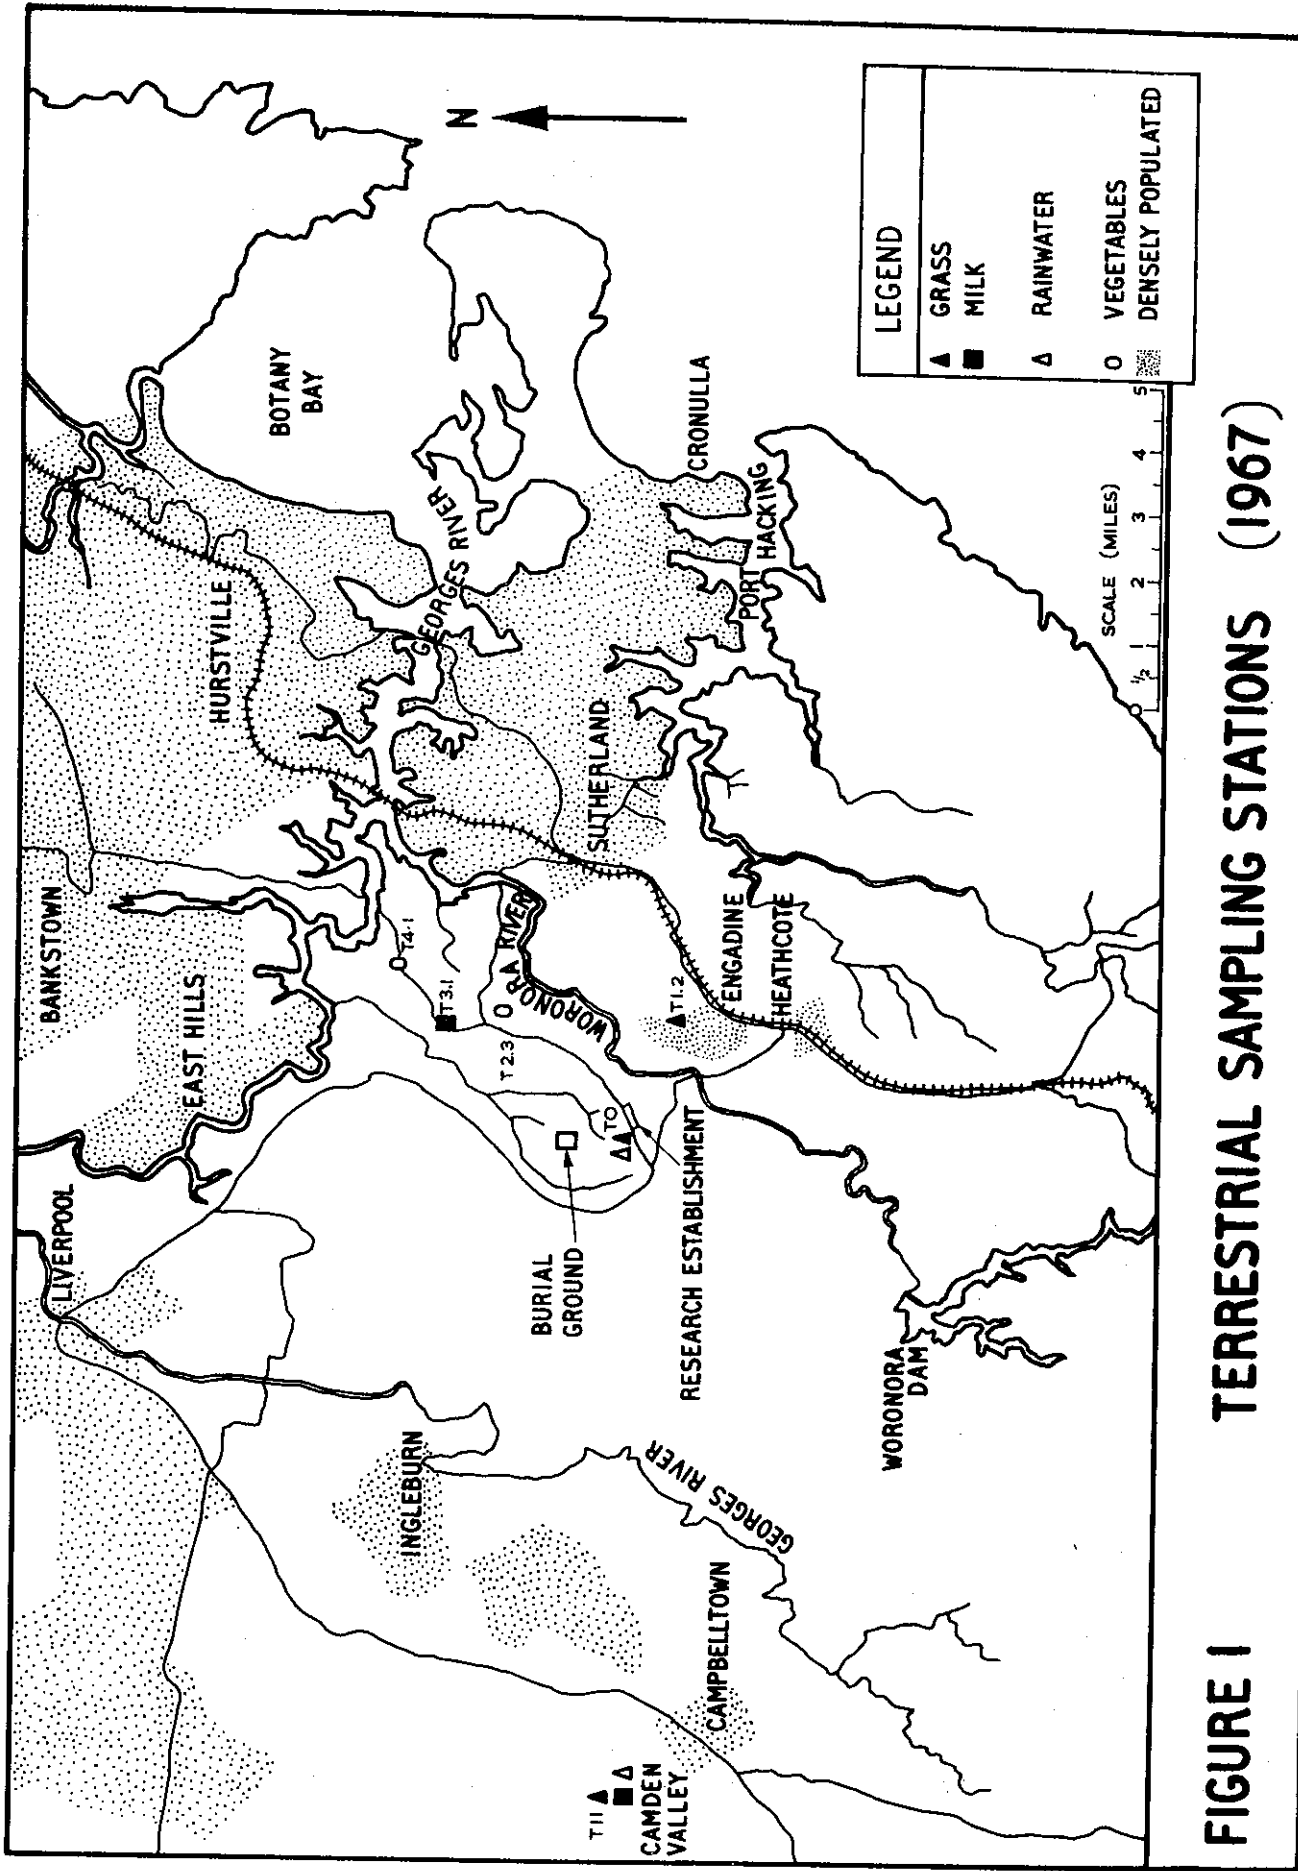 BANKSTOWN
EAST HILLS
LIVERPOOL
HURSTVILLE
BOTANY
BAY
GEORGES RIVER
N
INGLEBURN
T4.1
T3.1
T2.3
WORONORA RIVER
SUTHERLAND
CRONULLA
PORT HACKING
BURIAL
GROUND
TO
RESEARCH ESTABLISHMENT
T1.2
ENGADINE
HEATHCOTE
GEORGES RIVER
CAMPBELLTOWN
T11
CAMDEN
VALLEY
WORONORA
DAM
LEGEND
GRASS
MILK
RAINWATER
VEGETABLES
DENSELY POPULATED
SCALE (MILES)
0 1/2 1 2 3 4 5
FIGURE 1 TERRESTRIAL SAMPLING STATIONS (1967)